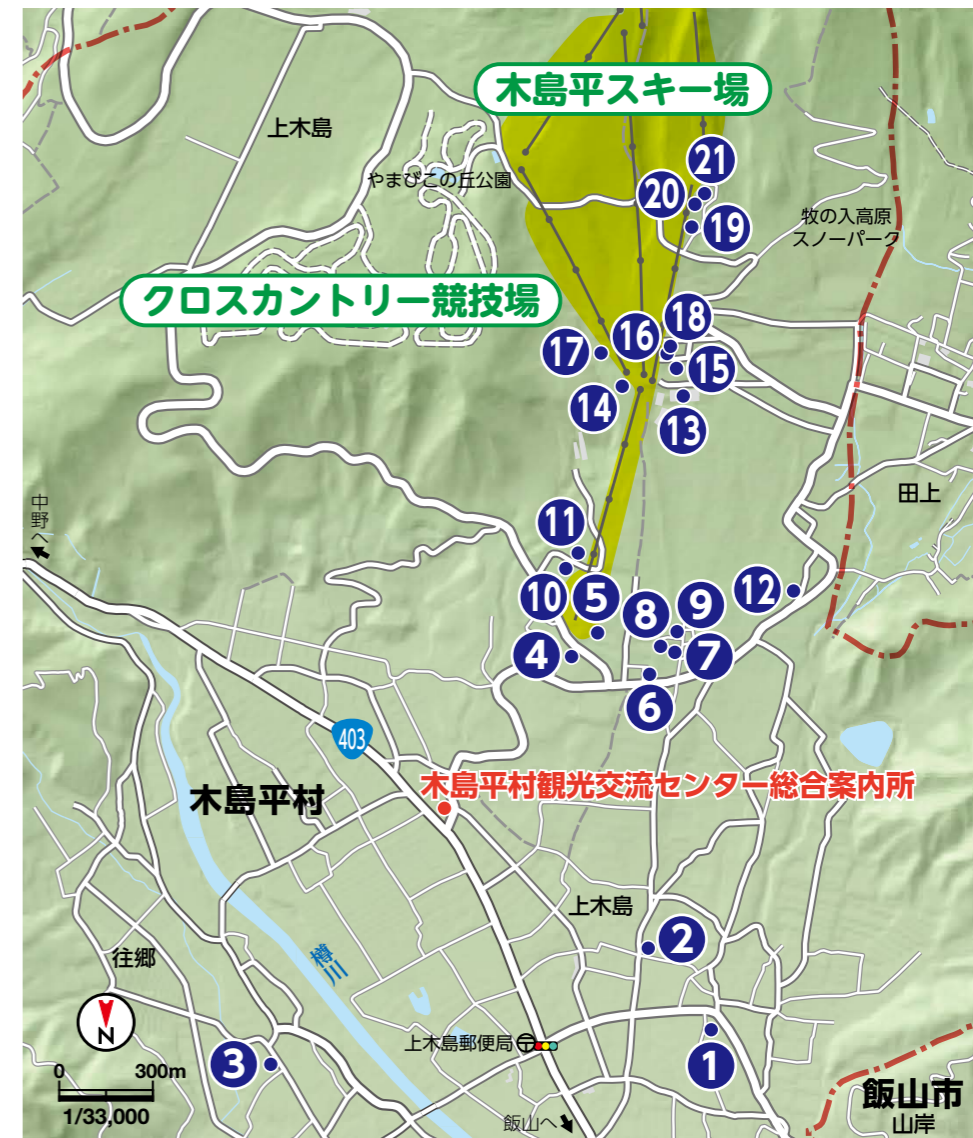 木島平スキー場
上木島
やまびこの丘公園
21
20
牧の入高原
スノーパーク
19
クロスカントリー競技場
18
16
17
15
14
13
田上
中野へ
11
12
10
5
8
9
4
7
6
403
木島平村観光交流センター総合案内所
木島平村
上木島
2
往郷
樽川
N
上木島郵便局
3
1
0 300m
1/33,000
飯山市
山岸
飯山へ